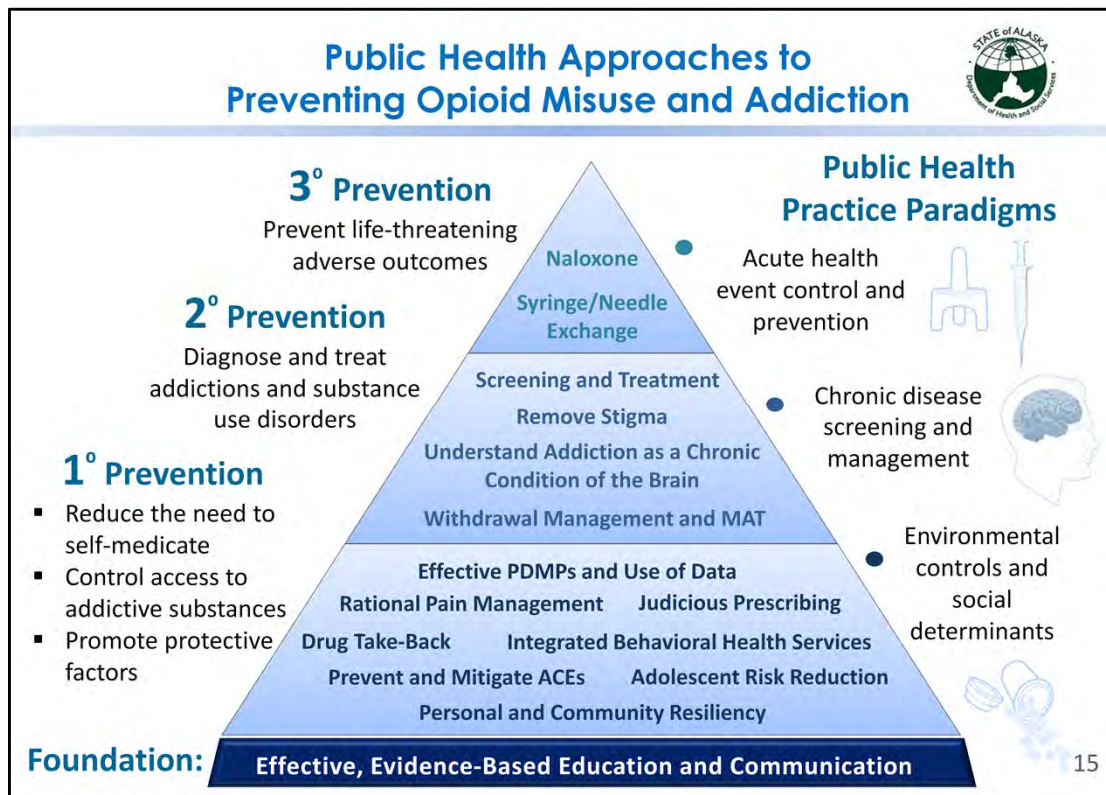 Public Health Approaches to
Preventing Opioid Misuse and Addiction
STATE of ALASKA
Department of Health and Social Services
3° Prevention
Prevent life-threatening
adverse outcomes
2° Prevention
Diagnose and treat
addictions and substance
use disorders
1° Prevention
▪ Reduce the need to
self-medicate
▪ Control access to
addictive substances
▪ Promote protective
factors
Naloxone
Syringe/Needle
Exchange
Screening and Treatment
Remove Stigma
Understand Addiction as a Chronic
Condition of the Brain
Withdrawal Management and MAT
Effective PDMPs and Use of Data
Rational Pain Management Judicious Prescribing
Drug Take-Back Integrated Behavioral Health Services
Prevent and Mitigate ACEs Adolescent Risk Reduction
Personal and Community Resiliency
Public Health
Practice Paradigms
Acute health
event control and
prevention
Chronic disease
screening and
management
Environmental
controls and
social
determinants
Foundation: Effective, Evidence-Based Education and Communication
15